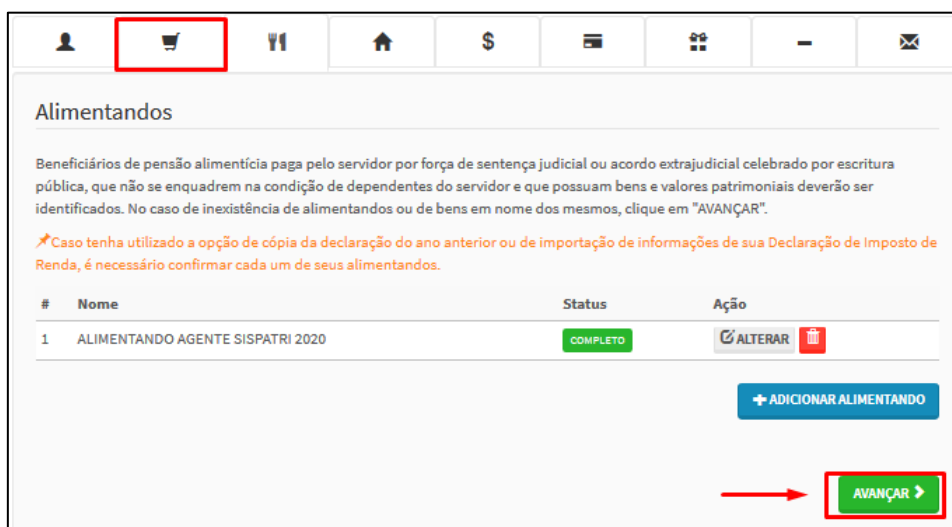 Alimentandos
Beneficiários de pensão alimentícia paga pelo servidor por força de sentença judicial ou acordo extrajudicial celebrado por escritura
pública, que não se enquadrem na condição de dependentes do servidor e que possuam bens e valores patrimoniais deverão ser
identificados. No caso de inexistência de alimentandos ou de bens em nome dos mesmos, clique em "AVANÇAR".
Caso tenha utilizado a opção de cópia da declaração do ano anterior ou de importação de informações de sua Declaração de Imposto de
Renda, é necessário confirmar cada um de seus alimentandos.
# Nome Status Ação
1 ALIMENTANDO AGENTE SISPATRI 2020 COMPLETO ALTERAR
ADICIONAR ALIMENTANDO
AVANÇAR